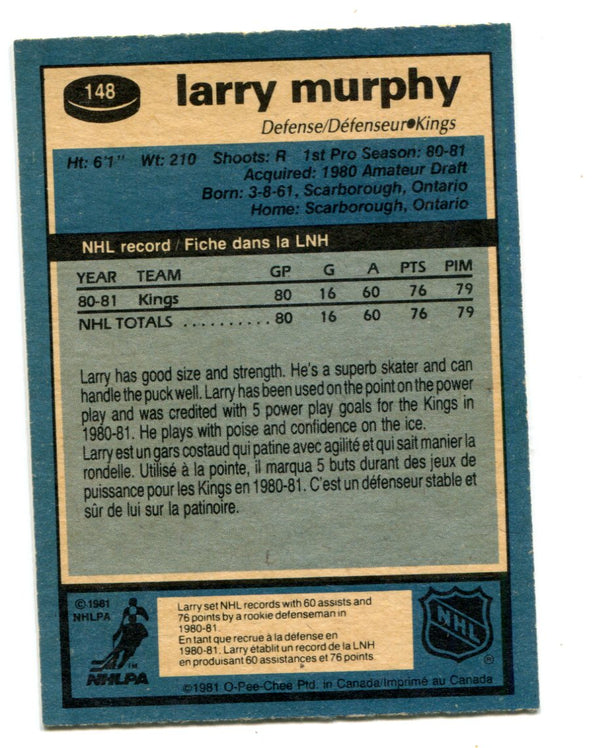 148
larry murphy
Defense/Défenseur•Kings
Ht: 6'1" Wt: 210 Shoots: R 1st Pro Season: 80-81
Acquired: 1980 Amateur Draft
Born: 3-8-61, Scarborough, Ontario
Home: Scarborough, Ontario
NHL record / Fiche dans la LNH
YEAR TEAM GP G A PTS PIM
80-81 Kings 80 16 60 76 79
NHL TOTALS .......... 80 16 60 76 79
Larry has good size and strength. He's a superb skater and can
handle the puck well. Larry has been used on the point on the power
play and was credited with 5 power play goals for the Kings in
1980-81. He plays with poise and confidence on the ice.
Larry est un gars costaud qui patine avec agilité et qui sait manier la
rondelle. Utilisé à la pointe, il marqua 5 buts durant des jeux de
puissance pour les Kings en 1980-81. C'est un défenseur stable et
sûr de lui sur la patinoire.
©1981
NHLPA
TM
NHLPA
Larry set NHL records with 60 assists and
76 points by a rookie defenseman in
1980-81.
En tant que recrue à la défense en
1980-81. Larry établit un record de la LNH
en produisant 60 assistances et 76 points.
NHL
®
©1981 O-Pee-Chee Ptd. in Canada/Imprimé au Canada